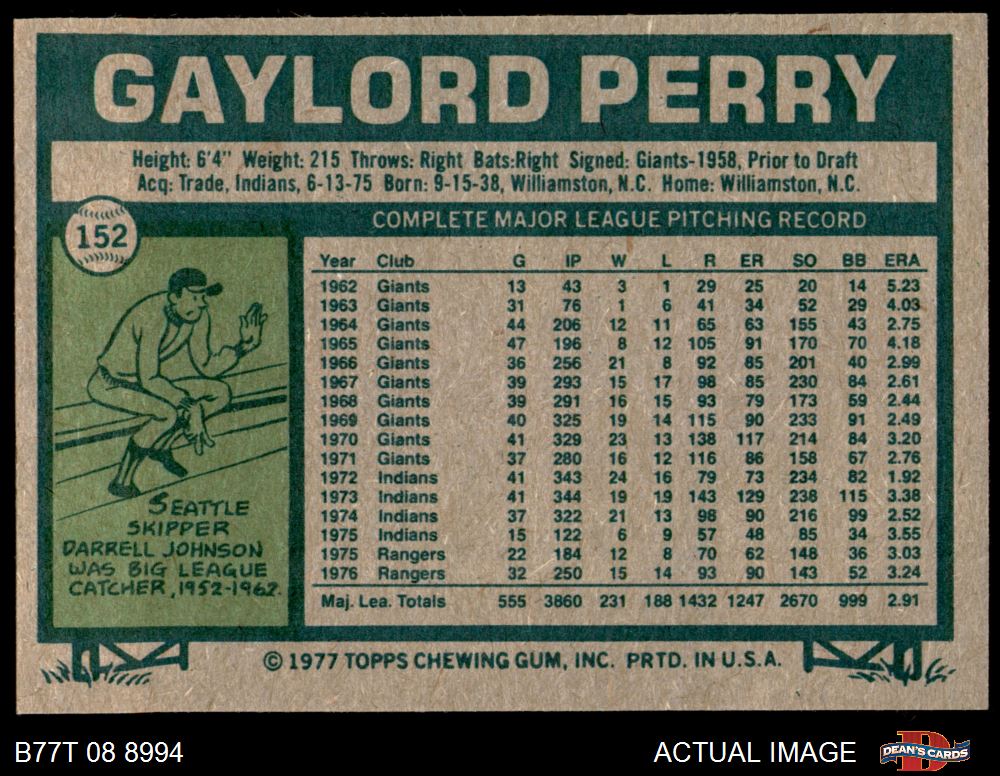 GAYLORD PERRY
Height: 6'4" Weight: 215 Throws: Right Bats:Right Signed: Giants-1958, Prior to Draft
Acq: Trade, Indians, 6-13-75 Born: 9-15-38, Williamston, N.C. Home: Williamston, N.C.
152
COMPLETE MAJOR LEAGUE PITCHING RECORD
Year Club G IP W L R ER SO BB ERA
1962 Giants 13 43 3 1 29 25 20 14 5.23
1963 Giants 31 76 1 6 41 34 52 29 4.03
1964 Giants 44 206 12 11 65 63 155 43 2.75
1965 Giants 47 196 8 12 105 91 170 70 4.18
1966 Giants 36 256 21 8 92 85 201 40 2.99
1967 Giants 39 293 15 17 98 85 230 84 2.61
1968 Giants 39 291 16 15 93 79 173 59 2.44
1969 Giants 40 325 19 14 115 90 233 91 2.49
1970 Giants 41 329 23 13 138 117 214 84 3.20
1971 Giants 37 280 16 12 116 86 158 67 2.76
1972 Indians 41 343 24 16 79 73 234 82 1.92
1973 Indians 41 344 19 19 143 129 238 115 3.38
1974 Indians 37 322 21 13 98 90 216 99 2.52
1975 Indians 15 122 6 9 57 48 85 34 3.55
1975 Rangers 22 184 12 8 70 62 148 36 3.03
1976 Rangers 32 250 15 14 93 90 143 52 3.24
Maj. Lea. Totals 555 3860 231 188 1432 1247 2670 999 2.91
SEATTLE
SKIPPER
DARRELL JOHNSON
WAS BIG LEAGUE
CATCHER, 1952-1962.
© 1977 TOPPS CHEWING GUM, INC. PRTD. IN U.S.A.
B77T 08 8994
ACTUAL IMAGE
D
DEAN'S CARDS